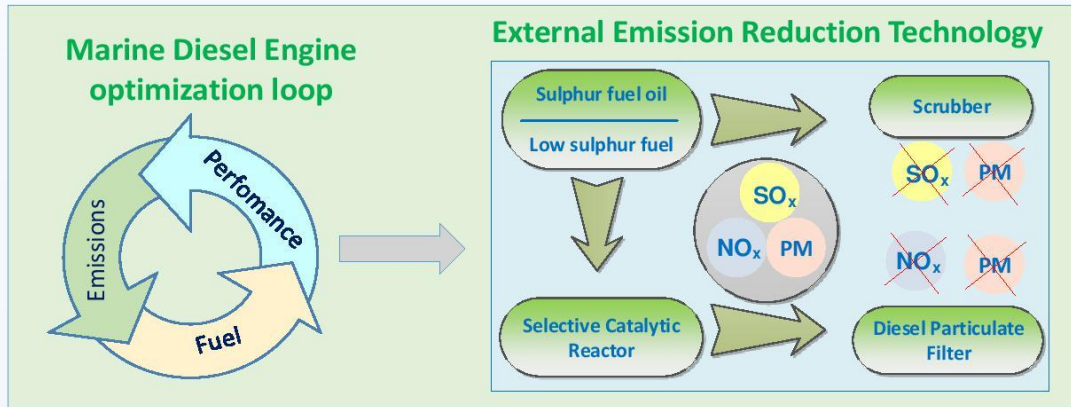 Marine Diesel Engine
optimization loop
Perfomance
Emissions
Fuel
External Emission Reduction Technology
Sulphur fuel oil
Low sulphur fuel
Scrubber
SOₓ PM
SOₓ
NOₓ PM
NOₓ PM
Selective Catalytic
Reactor
Diesel Particulate
Filter